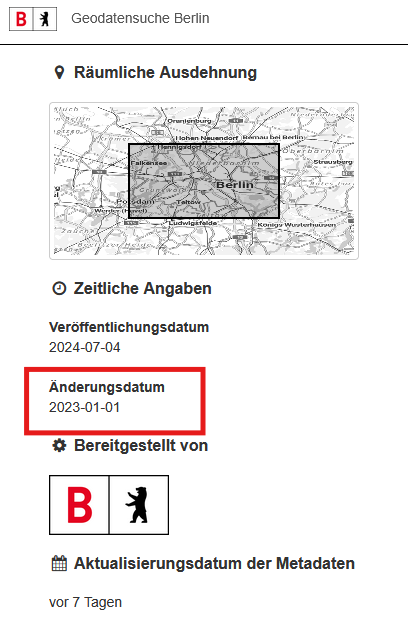 B
Geodatensuche Berlin
Räumliche Ausdehnung
Oranienburg
Hohen Neuendorf
Bernau bei Berlin
Hennigsdorf
Falkensee
Strausberg
Berlin
Potsdam
Teltow
Werder (Havel)
Ludwigsfelde
Königs Wusterhausen
Zeitliche Angaben
Veröffentlichungsdatum
2024-07-04
Änderungsdatum
2023-01-01
Bereitgestellt von
B
Aktualisierungsdatum der Metadaten
vor 7 Tagen